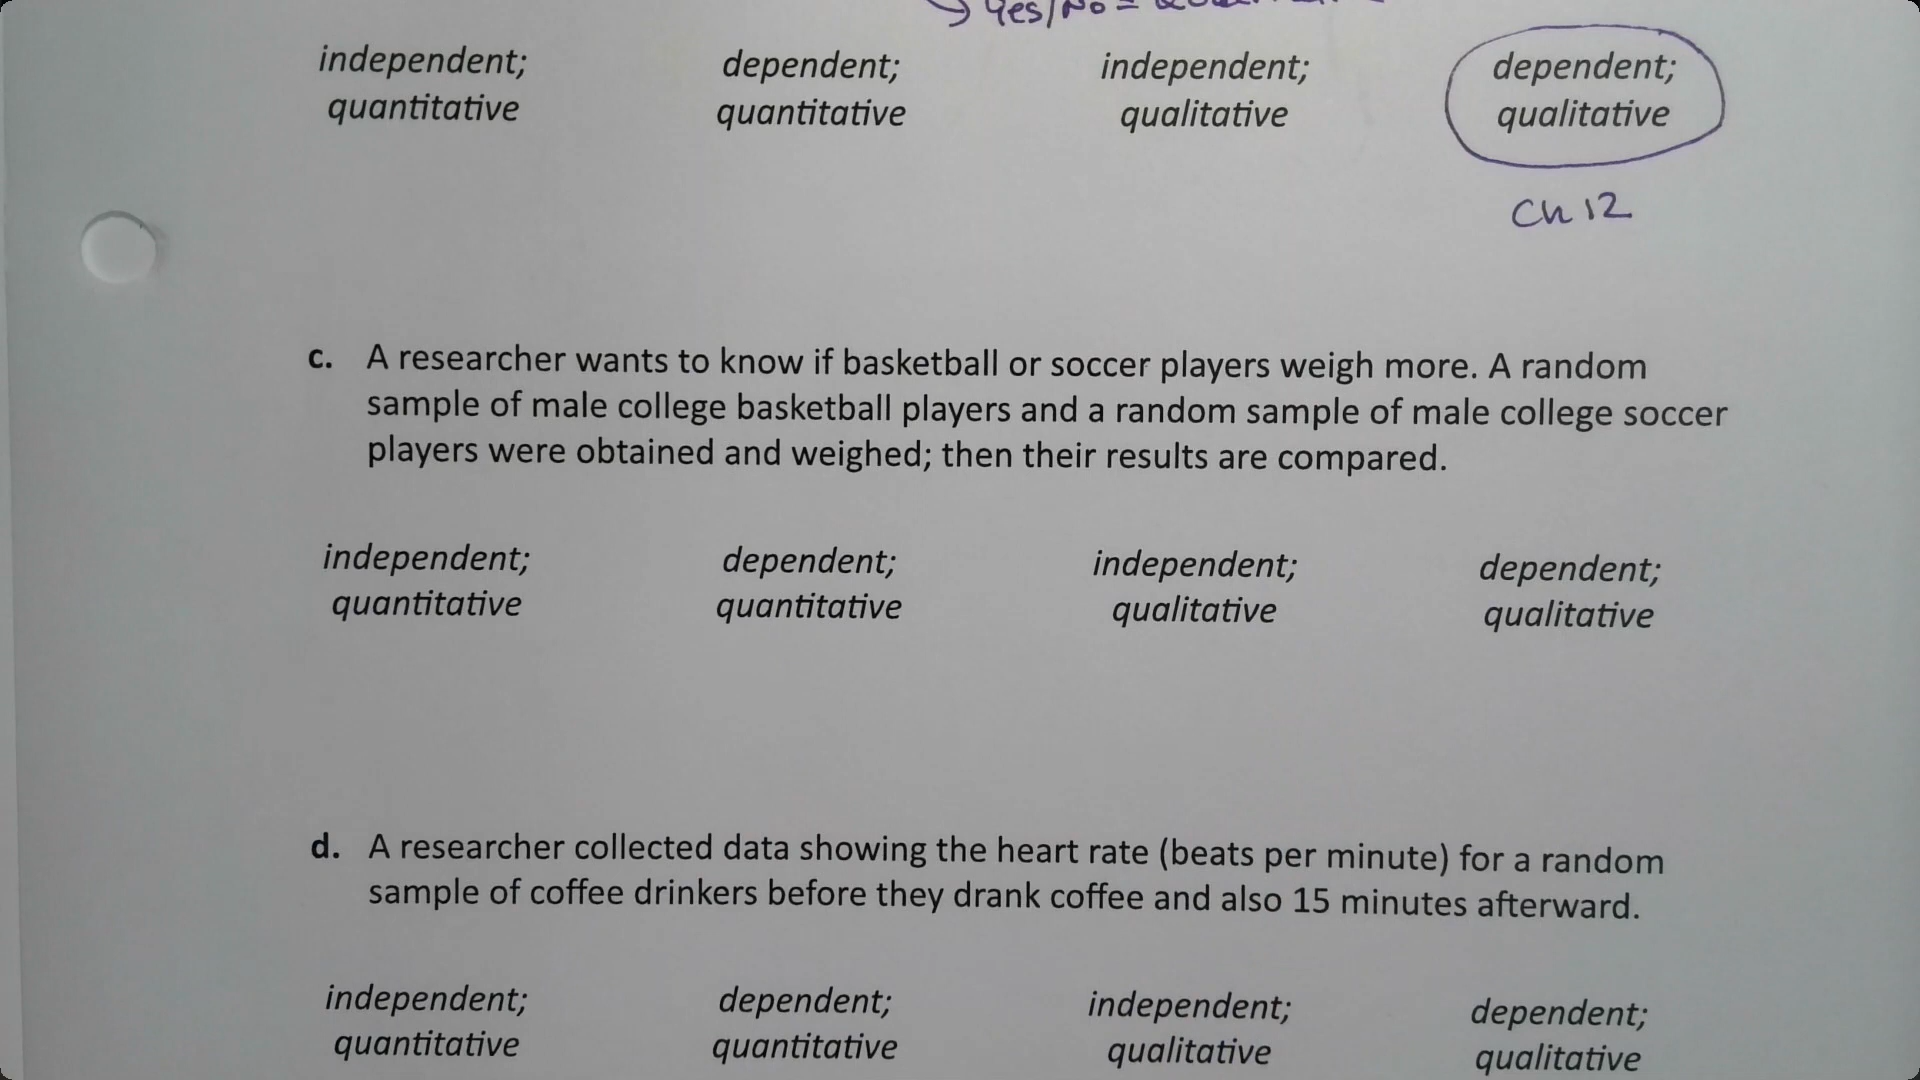 Yes/No =
independent; dependent; independent; dependent;
quantitative quantitative qualitative qualitative
Ch 12
c. A researcher wants to know if basketball or soccer players weigh more. A random
sample of male college basketball players and a random sample of male college soccer
players were obtained and weighed; then their results are compared.
independent; dependent; independent; dependent;
quantitative quantitative qualitative qualitative
d. A researcher collected data showing the heart rate (beats per minute) for a random
sample of coffee drinkers before they drank coffee and also 15 minutes afterward.
independent; dependent; independent; dependent;
quantitative quantitative qualitative qualitative